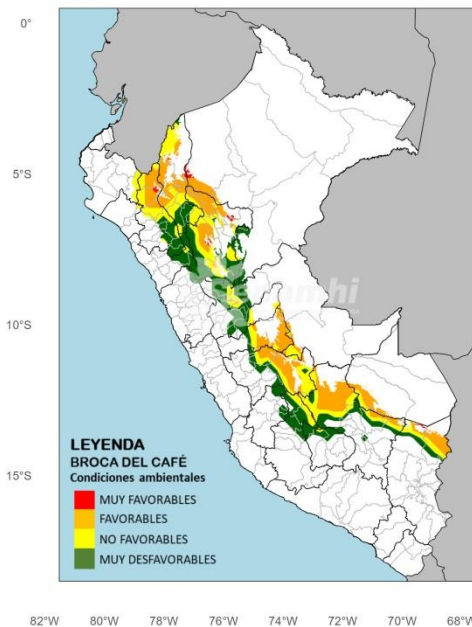 0°
5°S
10°S
15°S
Senamhi
LEYENDA
BROCA DEL CAFÉ
Condiciones ambientales
MUY FAVORABLES
FAVORABLES
NO FAVORABLES
MUY DESFAVORABLES
82°W 80°W 78°W 76°W 74°W 72°W 70°W 68°W